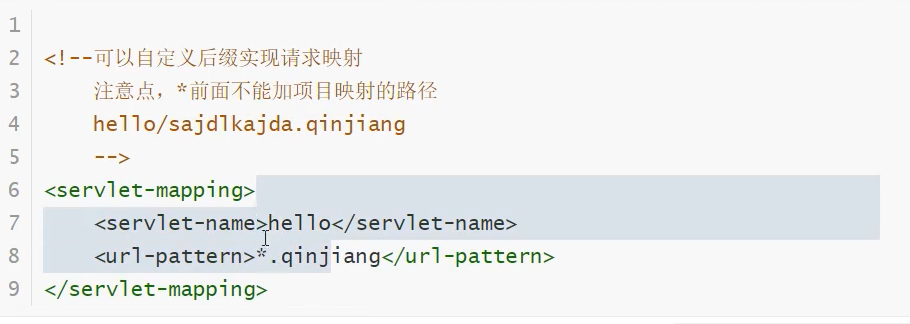 1
2 <!--可以自定义后缀实现请求映射
3     注意点，*前面不能加项目映射的路径
4     hello/sajdlkajda.qinjiang
5     -->
6 <servlet-mapping>
7     <servlet-name>hello</servlet-name>
8     <url-pattern>*.qinjiang</url-pattern>
9 </servlet-mapping>